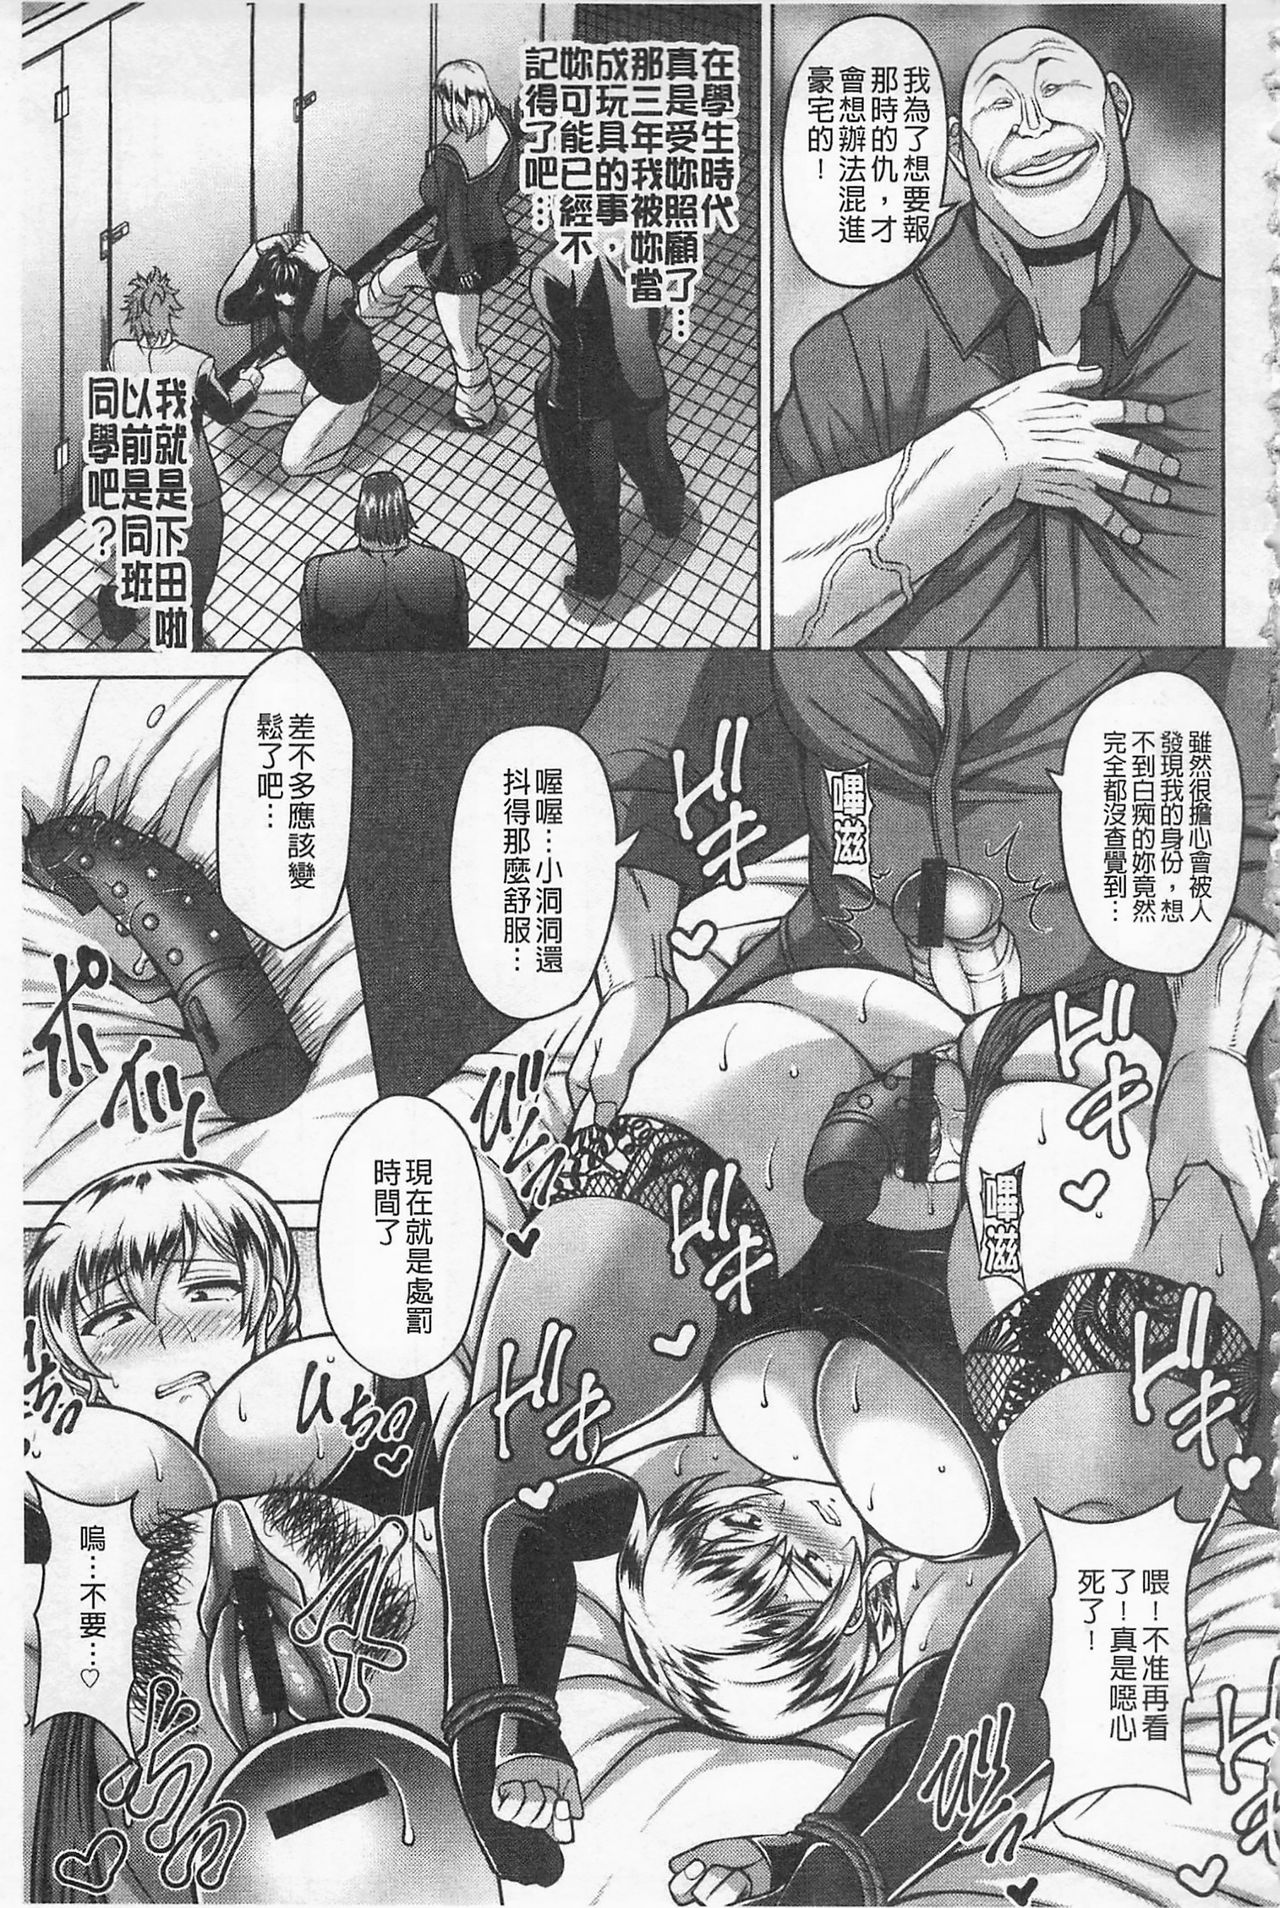 我為了想要報
那時的仇，才
會想辦法混進
豪宅的！
在學生時代
真是受妳照顧了…
那三年我被妳當
成玩具的事，
妳可能已經不
記得了吧…
我就是下田啦
以前是同班
同學吧？
雖然很擔心會被人
發現我的身份，想
不到白痴的妳竟然
完全都沒查覺到…
嗶滋
喔喔…小洞洞還
抖得那麼舒服…
差不多應該變
鬆了吧…
嗶滋
現在就是處罰
時間了
喂！不准再看
了！真是噁心
死了！
嗚…不要…♡